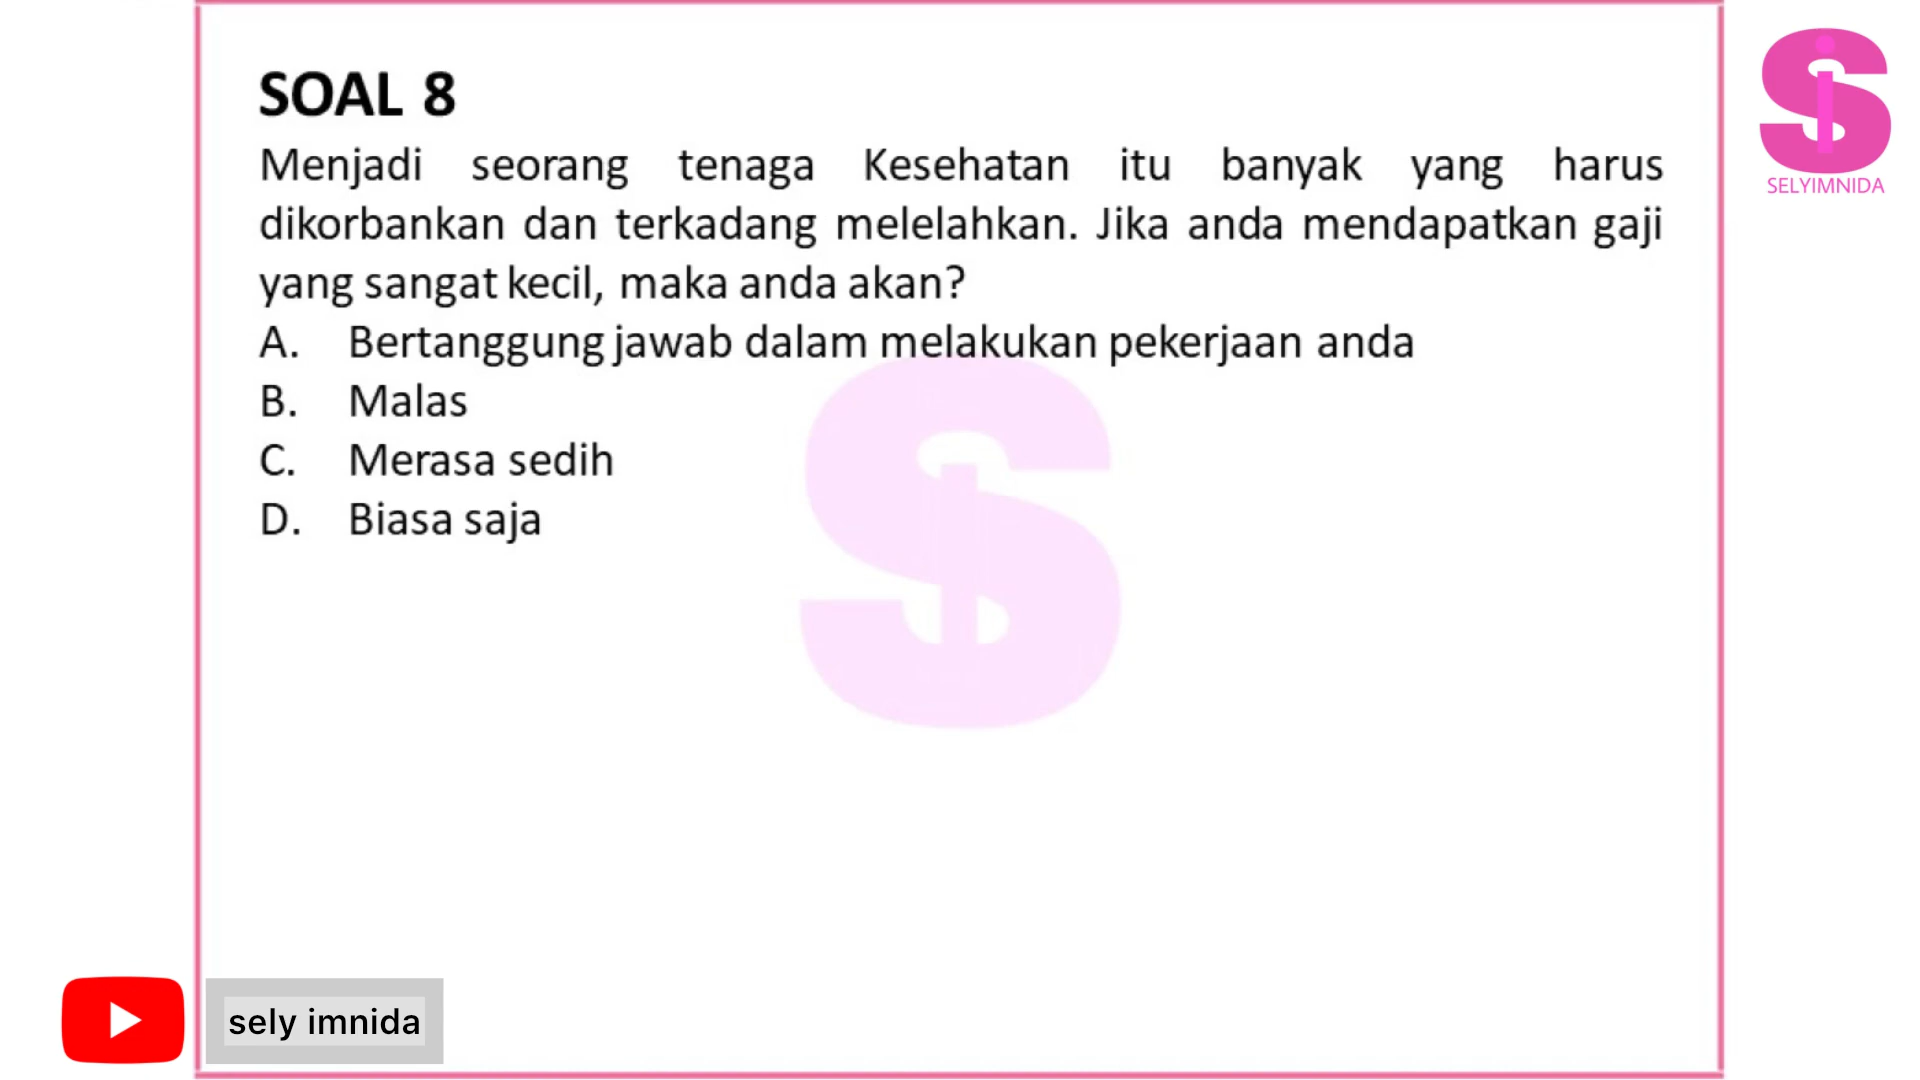 SOAL 8
Menjadi seorang tenaga Kesehatan itu banyak yang harus
dikorbankan dan terkadang melelahkan. Jika anda mendapatkan gaji
yang sangat kecil, maka anda akan?
A. Bertanggung jawab dalam melakukan pekerjaan anda
B. Malas
C. Merasa sedih
D. Biasa saja
SELYIMNIDA
sely imnida